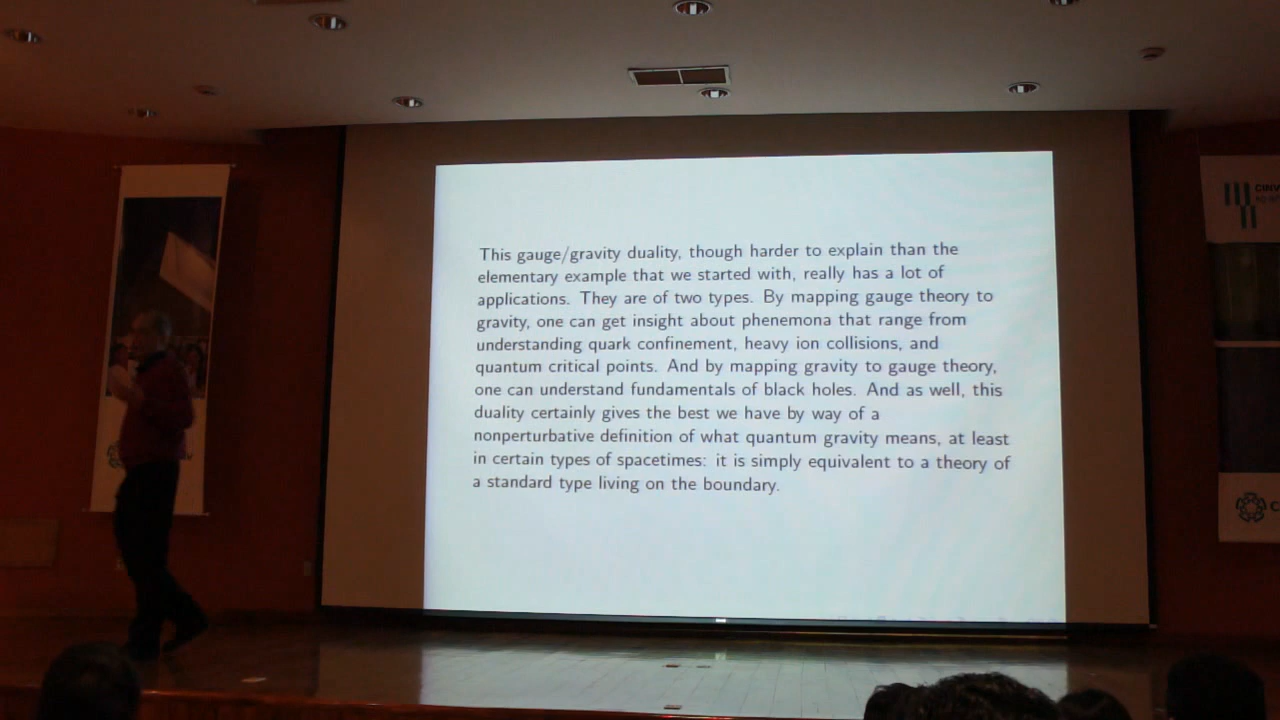 This gauge/gravity duality, though harder to explain than the
elementary example that we started with, really has a lot of
applications. They are of two types. By mapping gauge theory to
gravity, one can get insight about phenemona that range from
understanding quark confinement, heavy ion collisions, and
quantum critical points. And by mapping gravity to gauge theory,
one can understand fundamentals of black holes. And as well, this
duality certainly gives the best we have by way of a
nonperturbative definition of what quantum gravity means, at least
in certain types of spacetimes: it is simply equivalent to a theory of
a standard type living on the boundary.
CINV